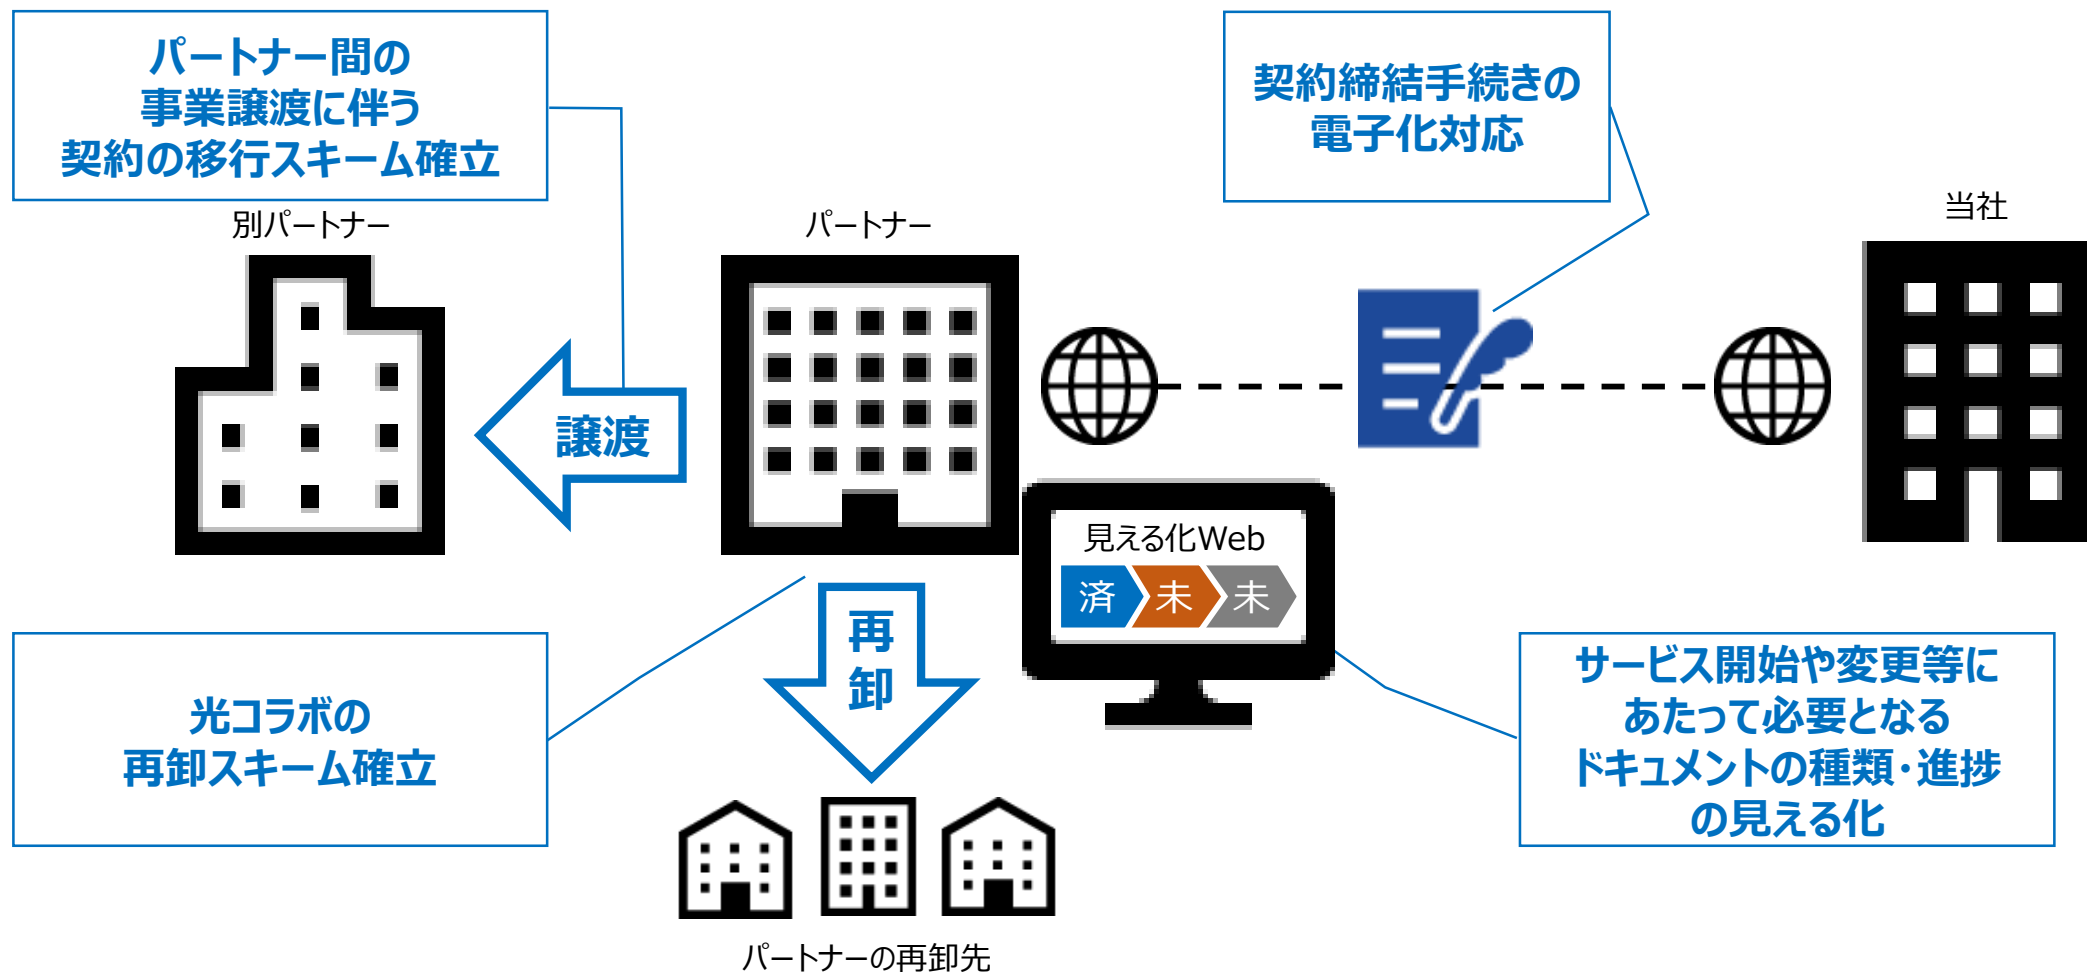 パートナー間の
事業譲渡に伴う
契約の移行スキーム確立
契約締結手続きの
電子化対応
別パートナー
パートナー
当社
譲渡
見える化Web
済
未
未
再
卸
光コラボの
再卸スキーム確立
サービス開始や変更等に
あたって必要となる
ドキュメントの種類・進捗
の見える化
パートナーの再卸先